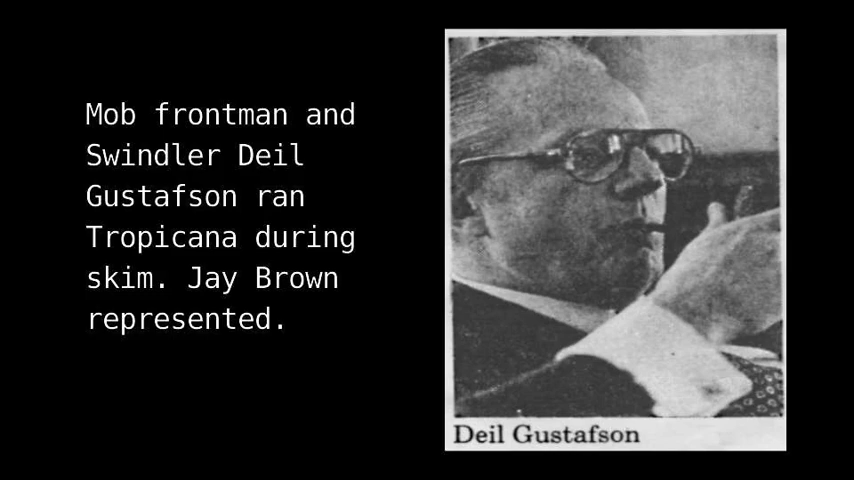 Mob frontman and
Swindler Deil
Gustafson ran
Tropicana during
skim. Jay Brown
represented.
Deil Gustafson